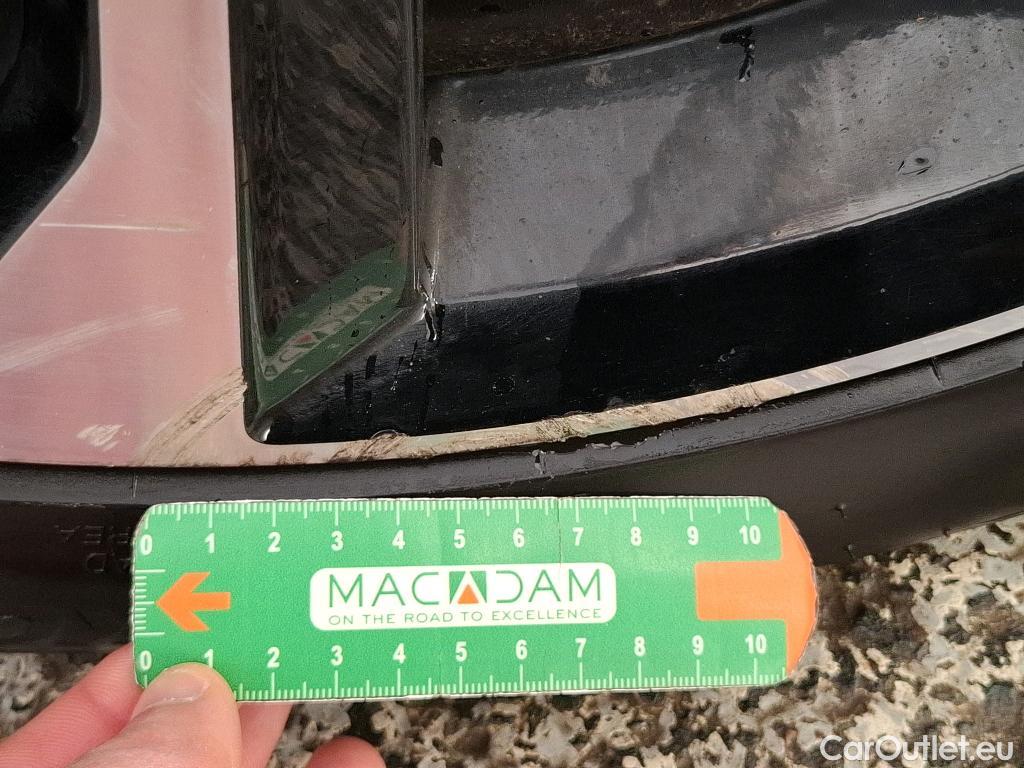 0 1 2 3 4 5 6 7 8 9 10
MACADAM
ON THE ROAD TO EXCELLENCE
0 1 2 3 4 5 6 7 8 9 10
CarOutlet.eu